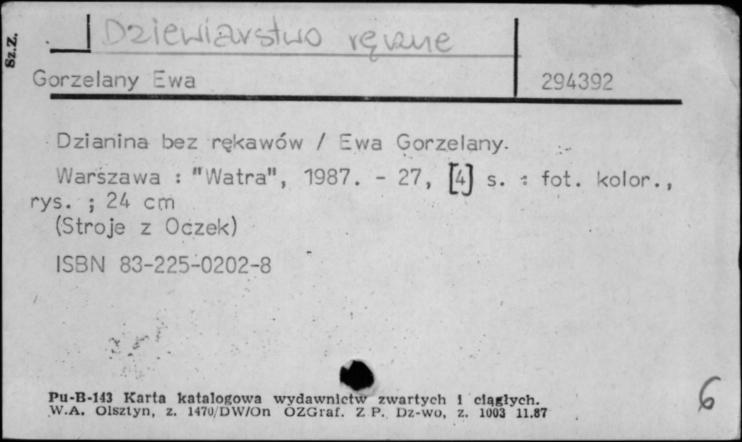 Sz.Z.
Dziewiarstwo ręczne
Gorzelany Ewa 294392
Dzianina bez rękawów / Ewa Gorzelany.
Warszawa : "Watra", 1987. - 27, [4] s. : fot. kolor.,
rys. ; 24 cm
(Stroje z Oczek)
ISBN 83-225-0202-8
Pu-B-143 Karta katalogowa wydawnictw zwartych i ciągłych.
W.A. Olsztyn, z. 1470/DW/On OZGraf. Z P. Dz-wo, z. 1003 11.87
6